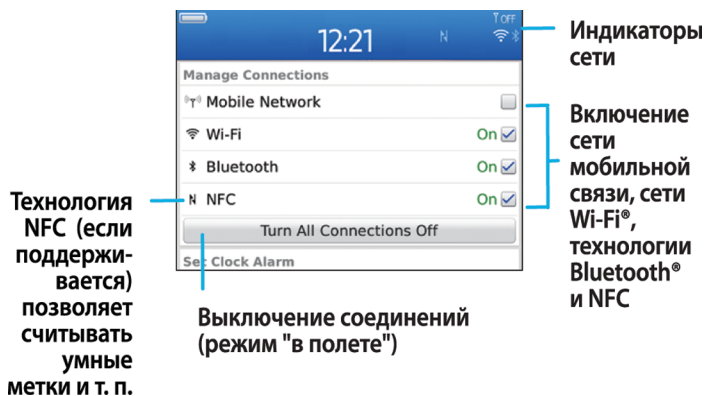 OFF
12:21
Manage Connections
Mobile Network
Wi-Fi On
Bluetooth On
NFC On
Turn All Connections Off
Set Clock Alarm
Индикаторы
сети
Включение
сети
мобильной
связи, сети
Wi-Fi®,
технологии
Bluetooth®
и NFC
Технология
NFC (если
поддержи-
вается)
позволяет
считывать
умные
метки и т. п.
Выключение соединений
(режим "в полете")